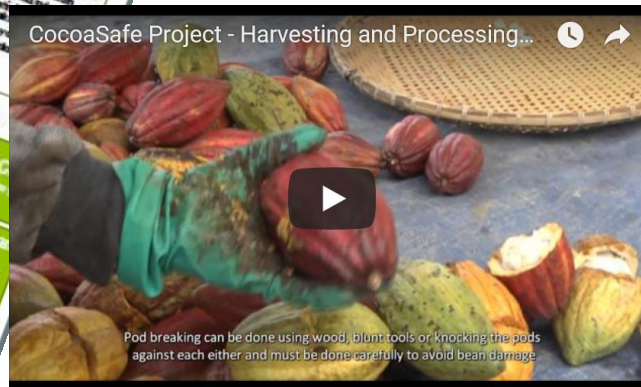 CocoaSafe Project - Harvesting and Processing...
Pod breaking can be done using wood, blunt tools or knocking the pods
against each either and must be done carefully to avoid bean damage